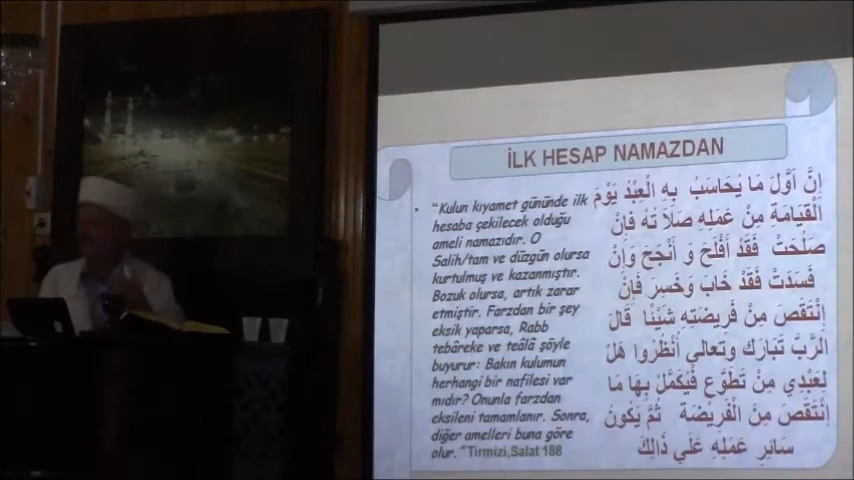 İLK HESAP NAMAZDAN
• “Kulun kıyamet gününde ilk
hesaba çekilecek olduğu
ameli namazıdır. O
Salih/tam ve düzgün olursa
kurtulmuş ve kazanmıştır.
Bozuk olursa, artık zarar
etmiştir. Farzdan bir şey
eksik yaparsa, Rabb
tebâreke ve teâlâ şöyle
buyurur: Bakın kulumun
herhangi bir nafilesi var
mıdır? Onunla farzdan
eksileni tamamlanır. Sonra,
diğer amelleri de buna göre
olur.”Tirmizi,Salat 188
إِنَّ أَوَّلَ مَا يُحَاسَبُ بِهِ الْعَبْدُ يَوْمَ
الْقِيَامَةِ مِنْ عَمَلِهِ صَلَا تُهُ فَإِنْ
صَلُحَتْ فَقَدْ أَفْلَحَ وَ أَنْجَحَ وَإِنْ
فَسَدَتْ فَقَدْ خَابَ وَخَسِرَ فَإِنْ
انْتَقَصَ مِنْ فَرِيضَتِهِ شَيْئًا قَالَ
الرَّبُّ تَبَارَكَ وَتَعَالَى انْظُرُوا هَلْ
لِعَبْدِي مِنْ تَطَوُّعٍ فَيُكَمَّلَ بِهَا مَا
انْتَقَصَ مِنْ الْفَرِيضَةِ ثُمَّ يَكُونُ
سَائِرُ عَمَلِهِ عَلَى ذَلِكَ